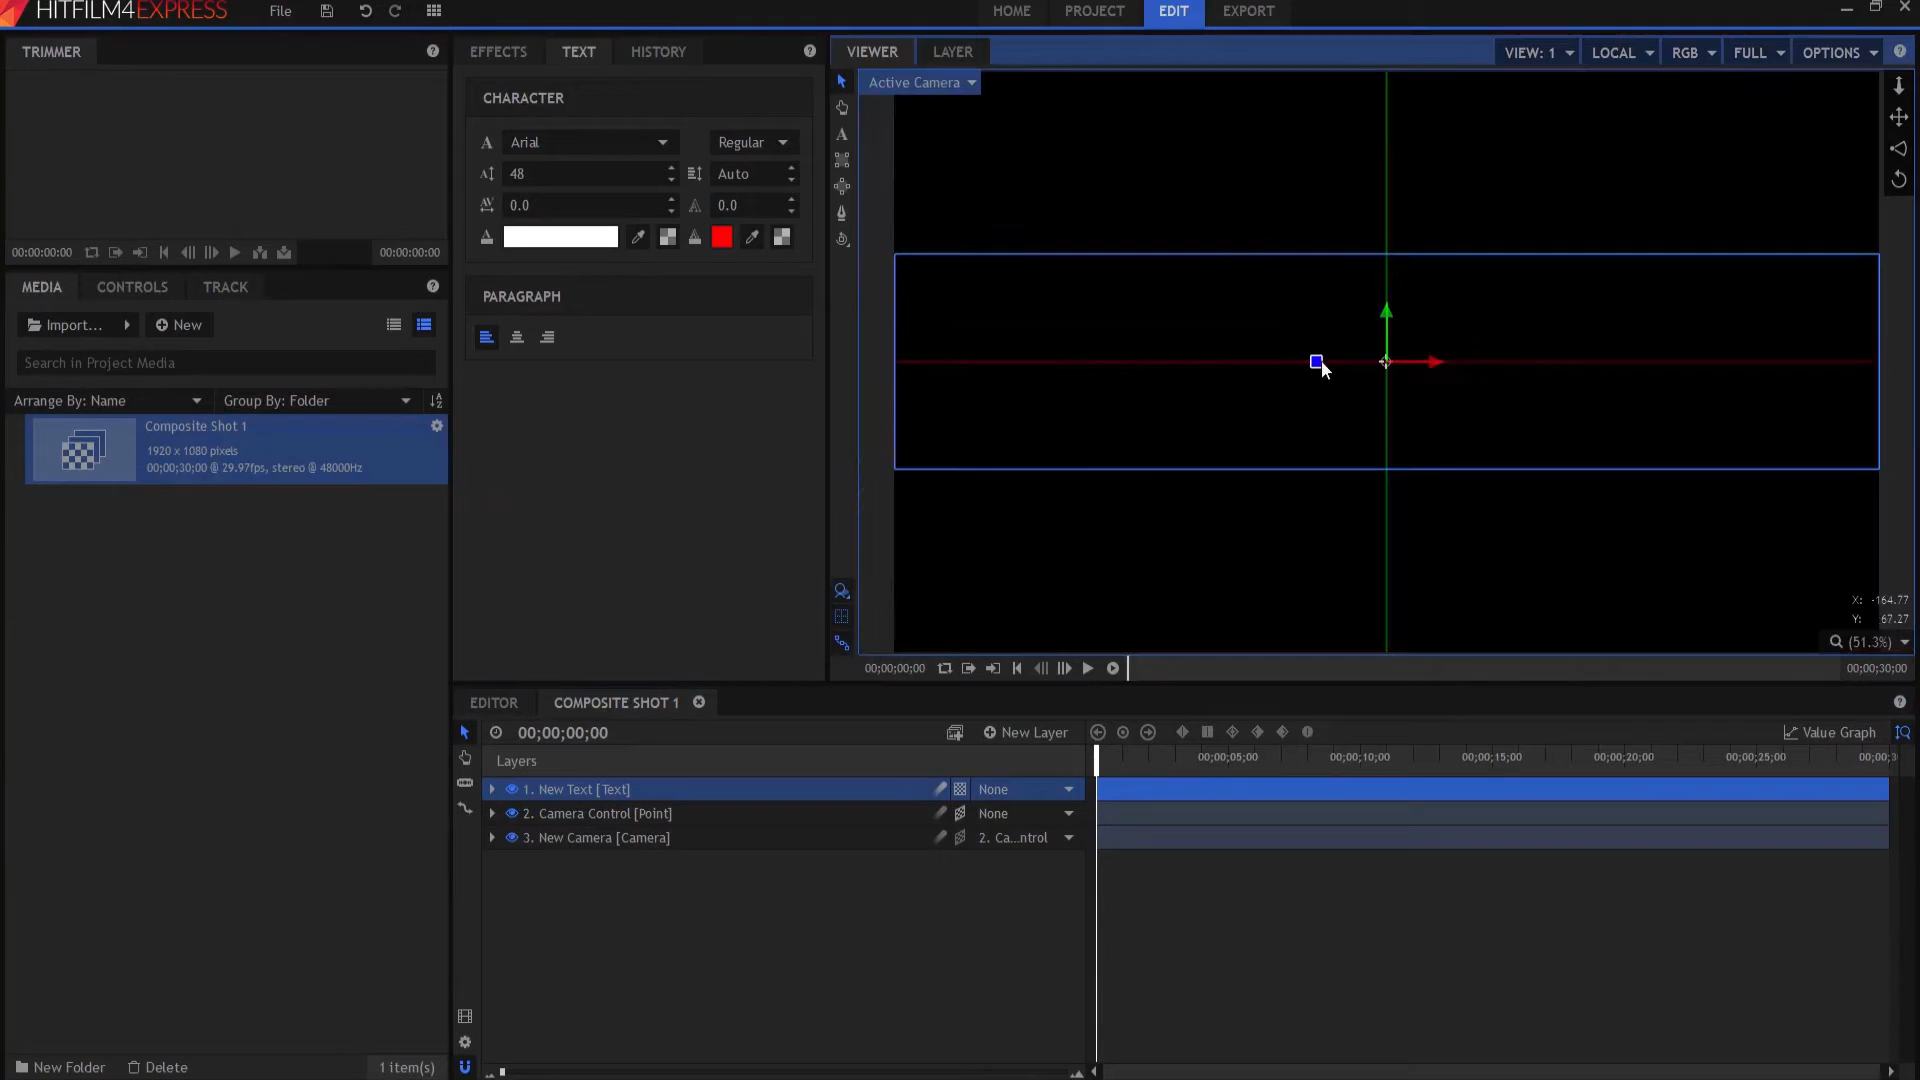 HITFILM4EXPRESS
File
HOME
PROJECT
EDIT
EXPORT
TRIMMER
00:00:00:00
00:00:00:00
MEDIA
CONTROLS
TRACK
Import...
New
Search in Project Media
Arrange By: Name
Group By: Folder
Composite Shot 1
1920 x 1080 pixels
00;00;30;00 @ 29.97fps, stereo @ 48000Hz
New Folder
Delete
1 item(s)
EFFECTS
TEXT
HISTORY
CHARACTER
Arial
Regular
48
Auto
0.0
0.0
PARAGRAPH
VIEWER
LAYER
VIEW: 1
LOCAL
RGB
FULL
OPTIONS
Active Camera
X: -164.77
Y: 67.27
(51.3%)
00;00;00;00
00;00;30;00
EDITOR
COMPOSITE SHOT 1
00;00;00;00
New Layer
Value Graph
Layers
00;00;05;00
00;00;10;00
00;00;15;00
00;00;20;00
00;00;25;00
00;00;3
1. New Text [Text]
None
2. Camera Control [Point]
None
3. New Camera [Camera]
2. Ca...ntrol